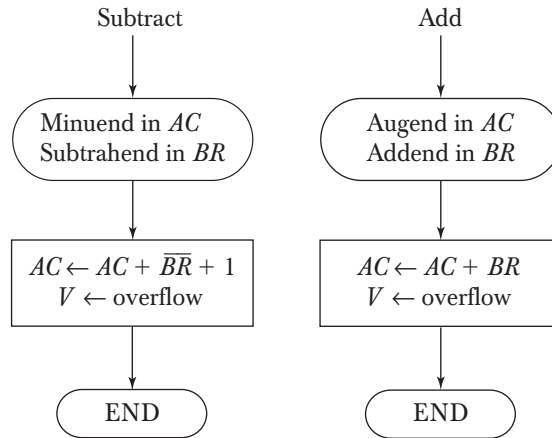 Subtract
Minuend in AC
Subtrahend in BR
AC ← AC + B̅R̅ + 1
V ← overflow
END
Add
Augend in AC
Addend in BR
AC ← AC + BR
V ← overflow
END